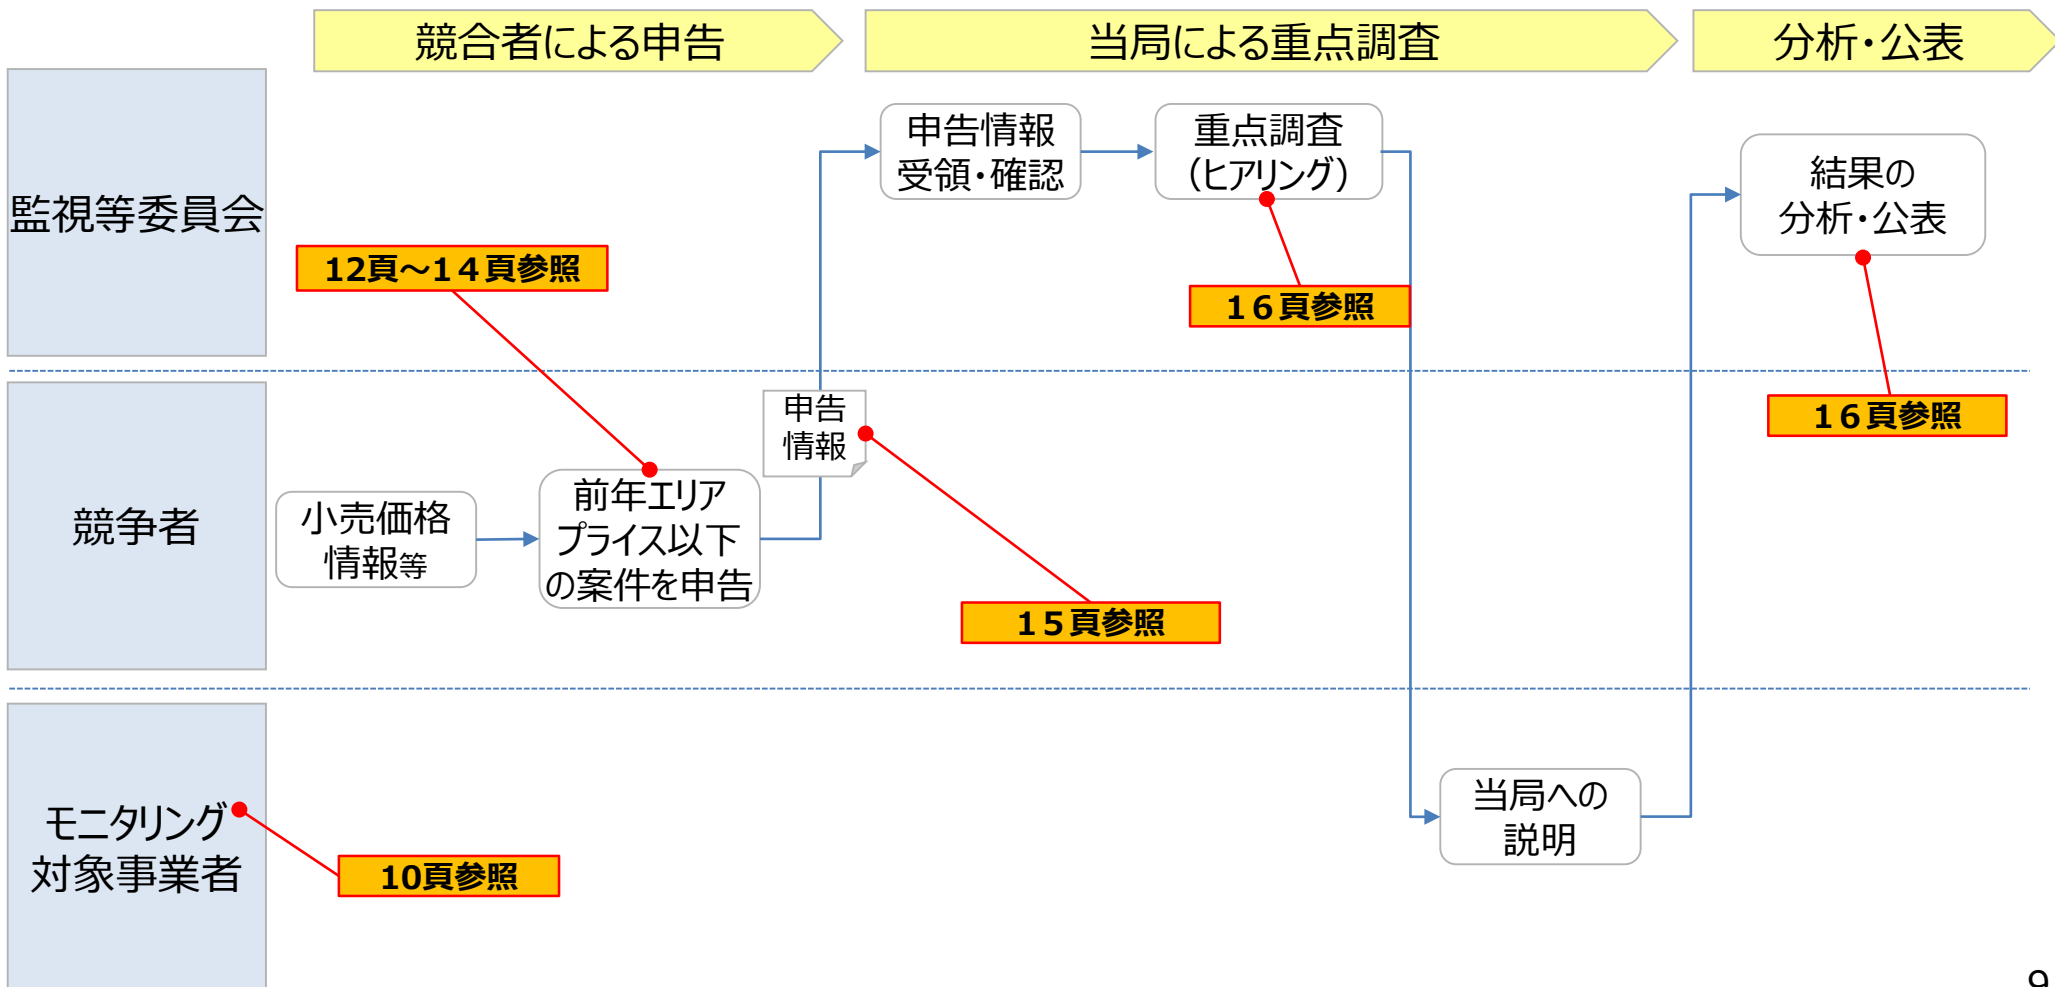 競合者による申告
当局による重点調査
分析・公表
監視等委員会
申告情報
受領・確認
重点調査
（ヒアリング）
結果の
分析・公表
12頁～１４頁参照
１６頁参照
１６頁参照
競争者
小売価格
情報等
前年エリア
プライス以下
の案件を申告
申告
情報
１５頁参照
モニタリング
対象事業者
10頁参照
当局への
説明
9